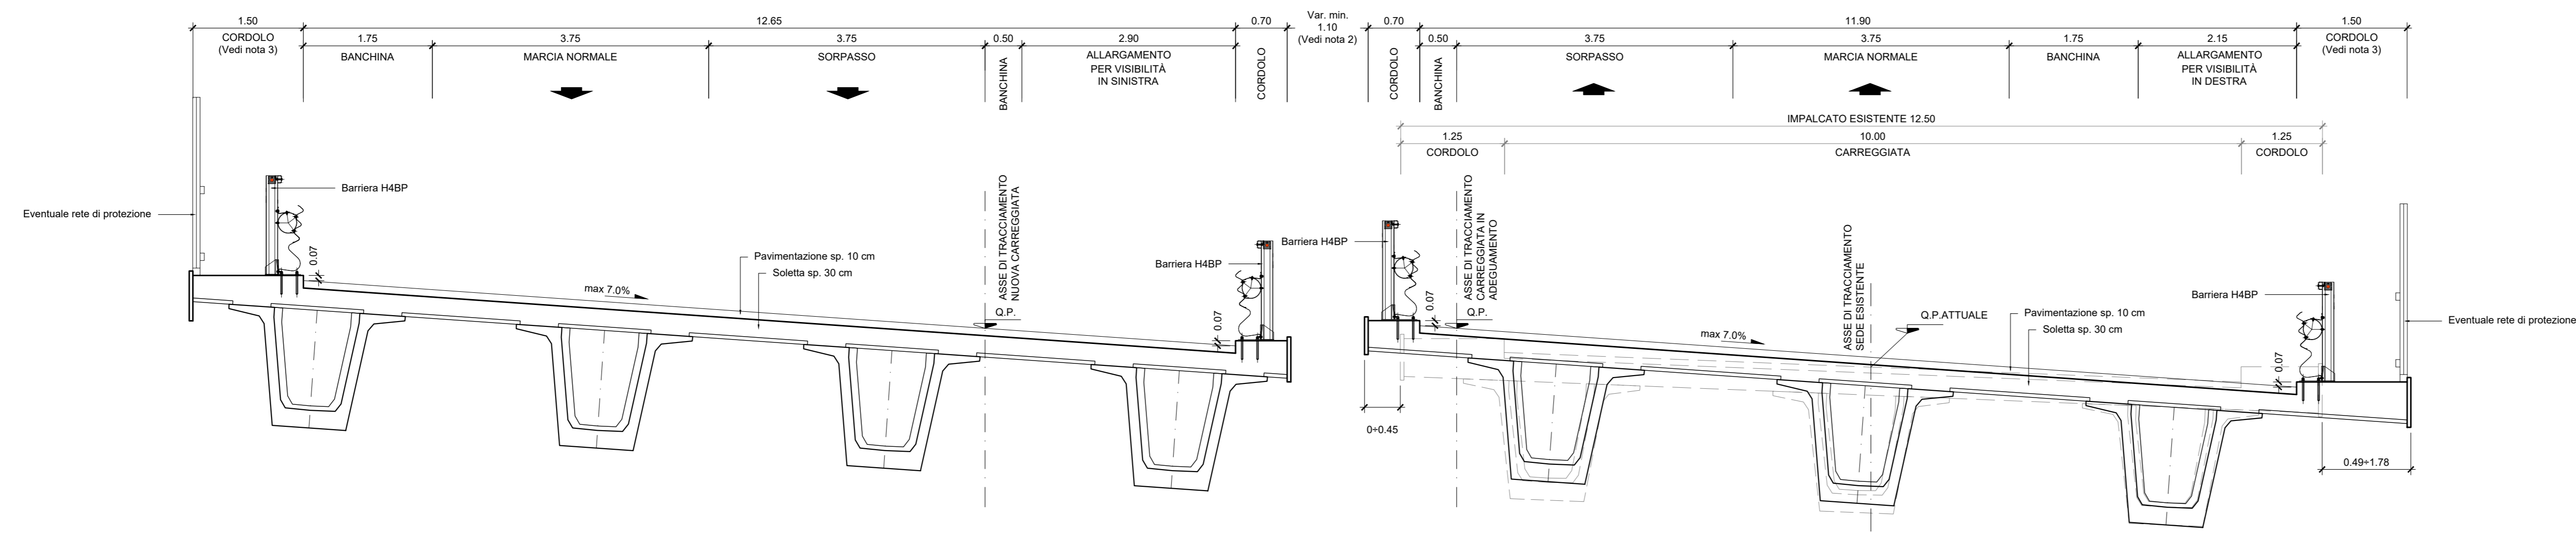 1.50
12.65
0.70
Var. min.
1.10
(Vedi nota 2)
0.70
11.90
1.50
CORDOLO
(Vedi nota 3)
1.75
3.75
3.75
0.50
2.90
BANCHINA
MARCIA NORMALE
SORPASSO
BANCHINA
ALLARGAMENTO
PER VISIBILITÀ
IN SINISTRA
CORDOLO
CORDOLO
0.50
3.75
3.75
1.75
2.15
BANCHINA
SORPASSO
MARCIA NORMALE
BANCHINA
ALLARGAMENTO
PER VISIBILITÀ
IN DESTRA
CORDOLO
(Vedi nota 3)
IMPALCATO ESISTENTE 12.50
1.25
10.00
1.25
CORDOLO
CARREGGIATA
CORDOLO
Eventuale rete di protezione
Barriera H4BP
0.07
max 7.0%
Pavimentazione sp. 10 cm
Soletta sp. 30 cm
ASSE DI TRACCIAMENTO
NUOVA CARREGGIATA
Q.P.
Barriera H4BP
0.07
Barriera H4BP
0.07
ASSE DI TRACCIAMENTO
CARREGGIATA IN
ADEGUAMENTO
Q.P.
max 7.0%
ASSE DI TRACCIAMENTO
SEDE ESISTENTE
Q.P.ATTUALE
Pavimentazione sp. 10 cm
Soletta sp. 30 cm
Barriera H4BP
0.07
Eventuale rete di protezione
0÷0.45
0.49÷1.78